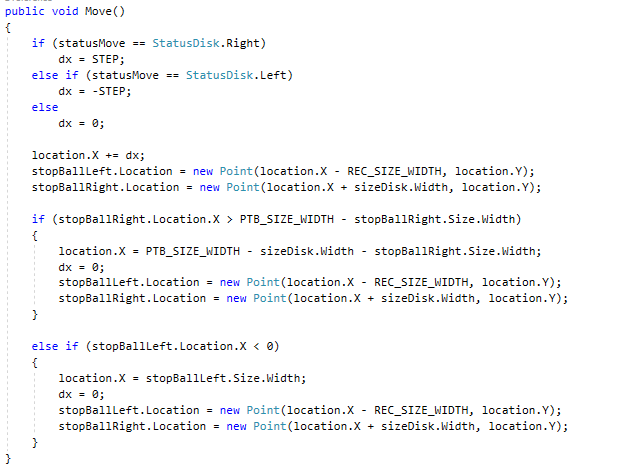 public void Move()
{
    if (statusMove == StatusDisk.Right)
        dx = STEP;
    else if (statusMove == StatusDisk.Left)
        dx = -STEP;
    else
        dx = 0;

    location.X += dx;
    stopBallLeft.Location = new Point(location.X - REC_SIZE_WIDTH, location.Y);
    stopBallRight.Location = new Point(location.X + sizeDisk.Width, location.Y);

    if (stopBallRight.Location.X > PTB_SIZE_WIDTH - stopBallRight.Size.Width)
    {
        location.X = PTB_SIZE_WIDTH - sizeDisk.Width - stopBallRight.Size.Width;
        dx = 0;
        stopBallLeft.Location = new Point(location.X - REC_SIZE_WIDTH, location.Y);
        stopBallRight.Location = new Point(location.X + sizeDisk.Width, location.Y);
    }

    else if (stopBallLeft.Location.X < 0)
    {
        location.X = stopBallLeft.Size.Width;
        dx = 0;
        stopBallLeft.Location = new Point(location.X - REC_SIZE_WIDTH, location.Y);
        stopBallRight.Location = new Point(location.X + sizeDisk.Width, location.Y);
    }
}